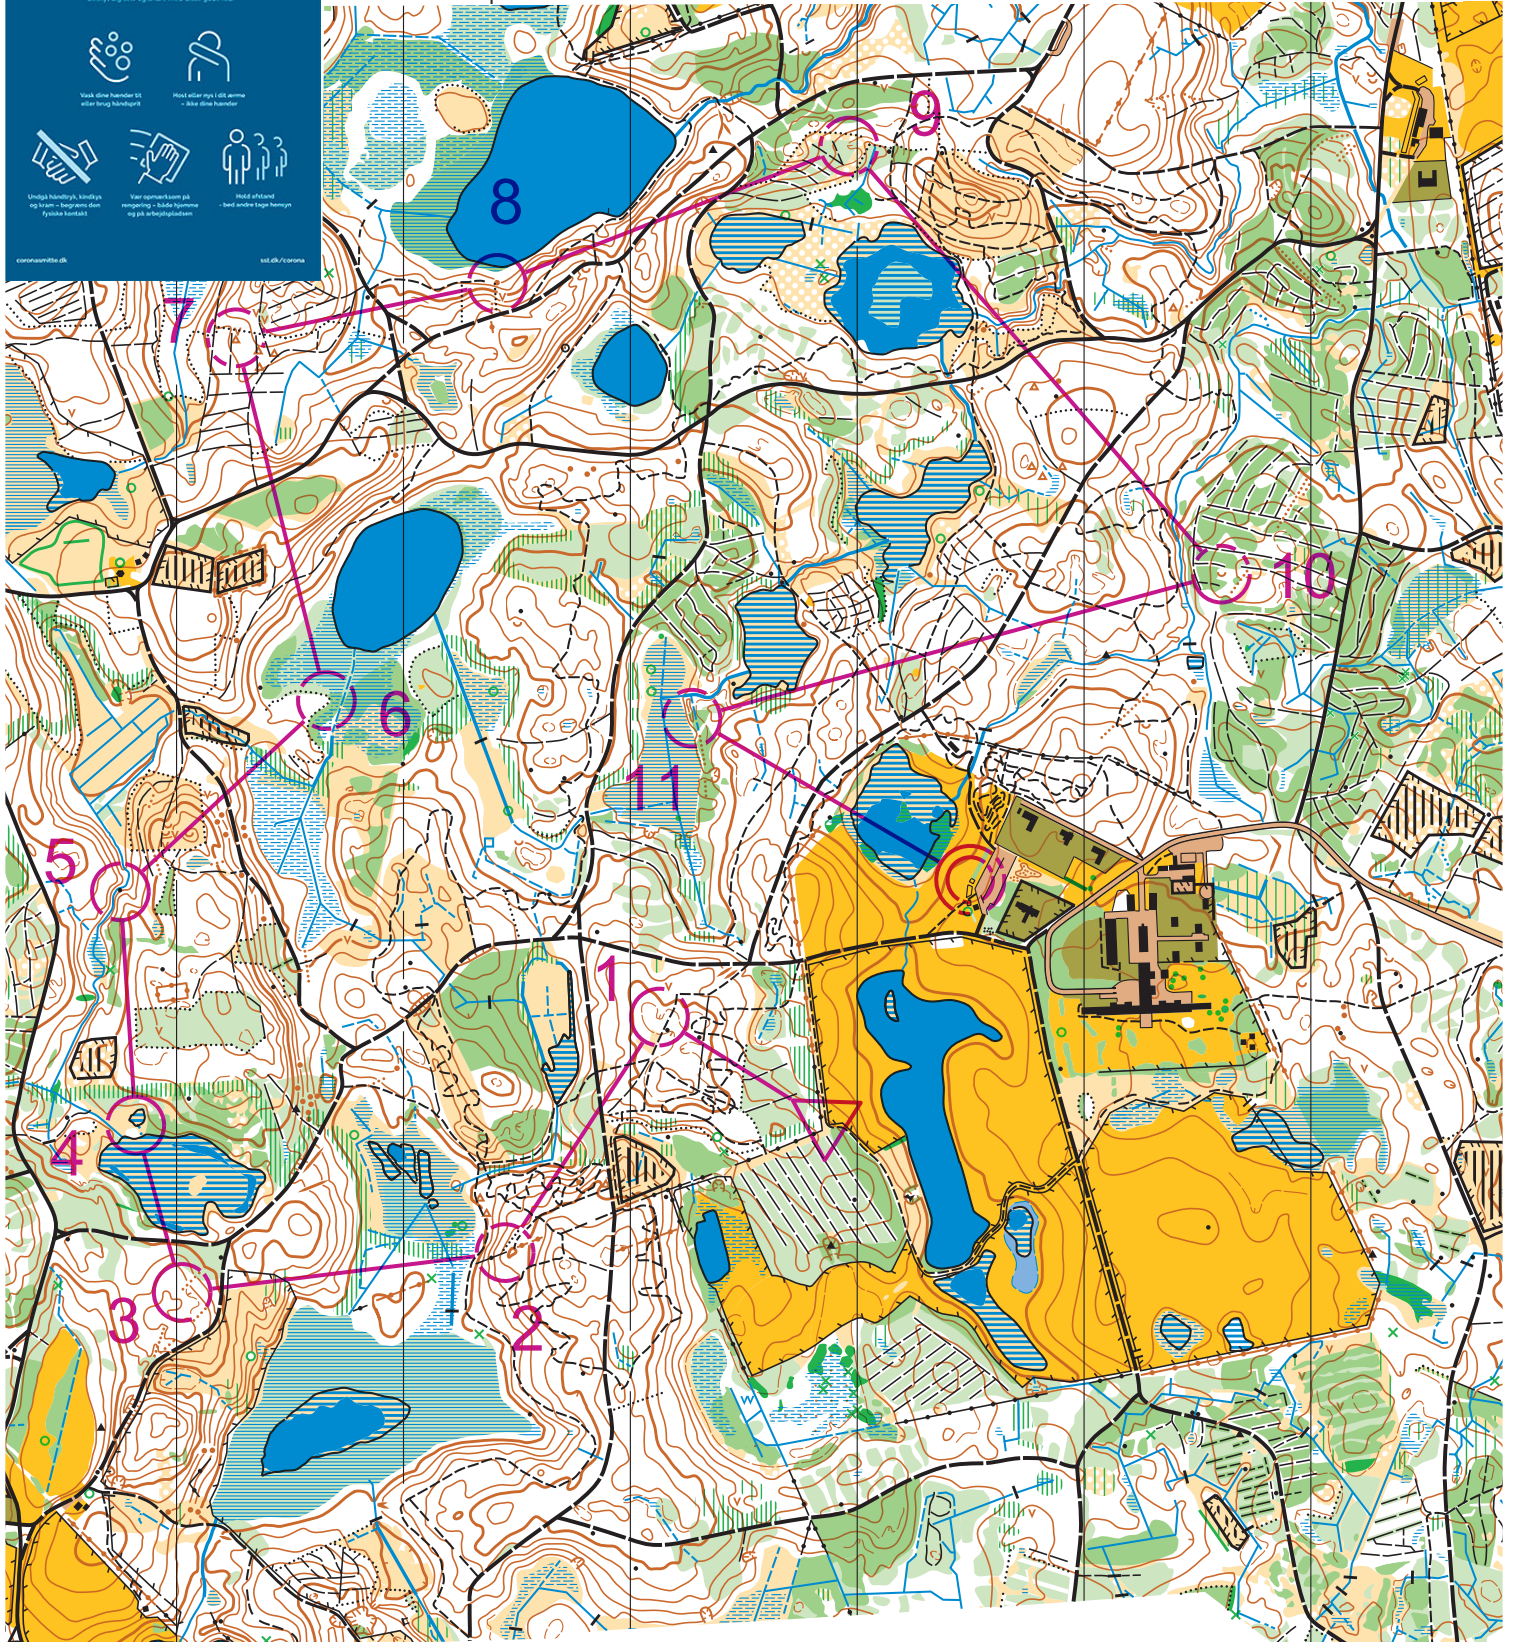 Vask dine hænder tit
eller brug håndsprit
Host eller nys i dit ærme
– ikke dine hænder
Undgå håndtryk, kindkys
og kram – begræns den
fysiske kontakt
Vær opmærksom på
rengøring – både hjemme
og på arbejdspladsen
Hold afstand
– bed andre tage hensyn
coronasmitte.dk
sst.dk/corona
9
8
7
10
6
11
5
1
4
3
2